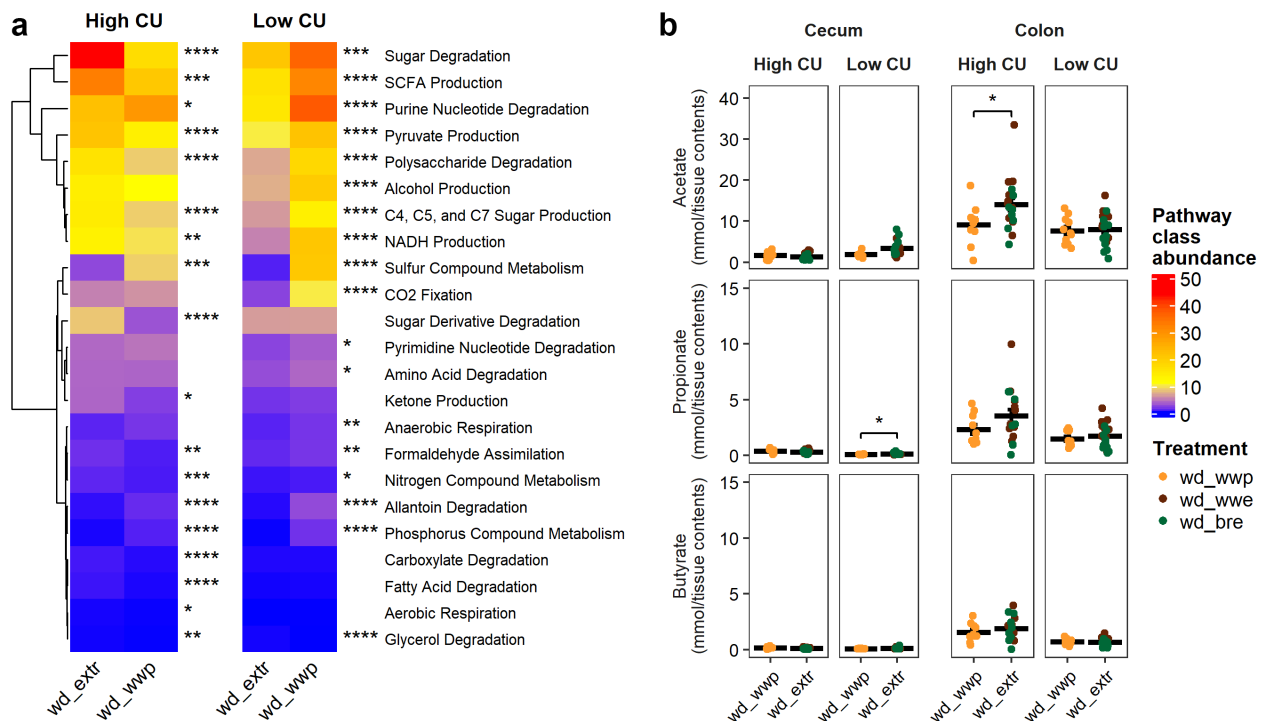 a
High CU
Low CU
**** *** Sugar Degradation
*** **** SCFA Production
* **** Purine Nucleotide Degradation
**** **** Pyruvate Production
**** **** Polysaccharide Degradation
**** Alcohol Production
**** **** C4, C5, and C7 Sugar Production
** **** NADH Production
*** **** Sulfur Compound Metabolism
**** CO2 Fixation
**** Sugar Derivative Degradation
* Pyrimidine Nucleotide Degradation
* Amino Acid Degradation
* Ketone Production
** Anaerobic Respiration
** ** Formaldehyde Assimilation
*** * Nitrogen Compound Metabolism
**** **** Allantoin Degradation
**** **** Phosphorus Compound Metabolism
**** Carboxylate Degradation
**** Fatty Acid Degradation
* Aerobic Respiration
** **** Glycerol Degradation
wd_extr wd_wwp wd_extr wd_wwp
b
Cecum Colon
High CU Low CU High CU Low CU
Acetate
(mmol/tissue contents)
40
30
20
10
0
*
Propionate
(mmol/tissue contents)
15
10
5
0
*
Butyrate
(mmol/tissue contents)
15
10
5
0
wd_wwp wd_extr wd_wwp wd_extr wd_wwp wd_extr wd_wwp wd_extr
Pathway
class
abundance
50
40
30
20
10
0
Treatment
wd_wwp
wd_wwe
wd_bre